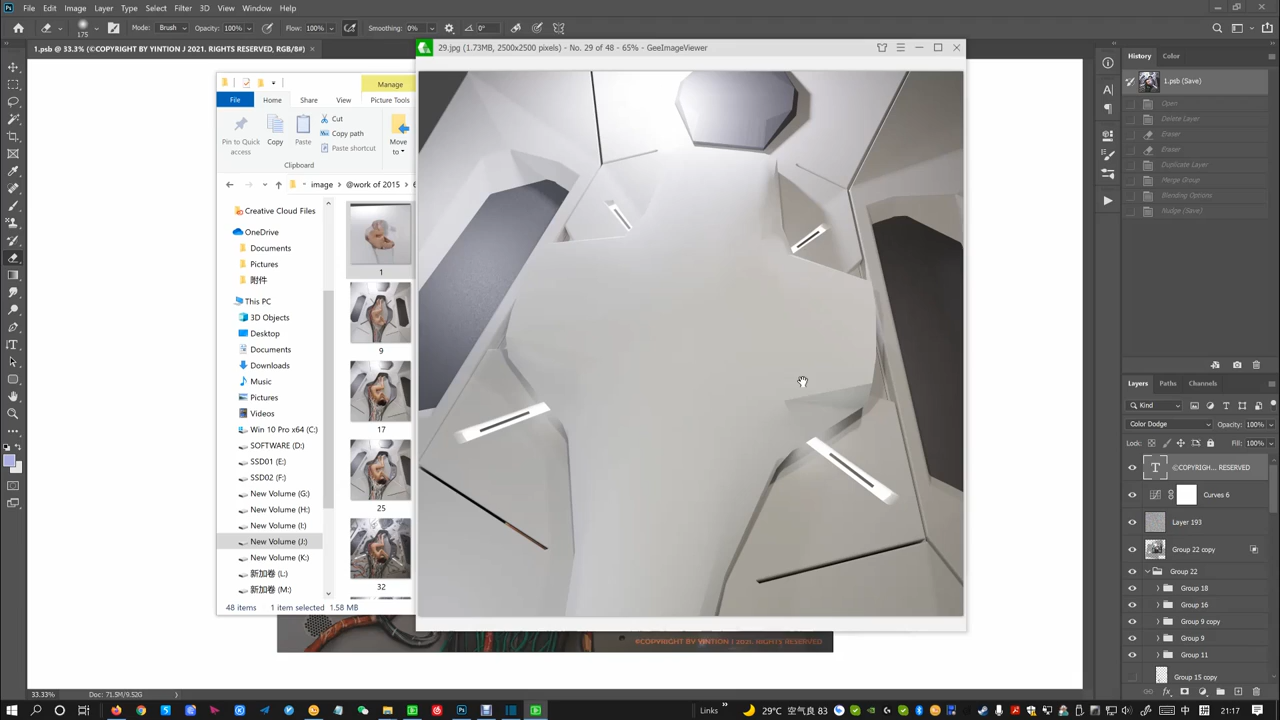 File Edit Image Layer Type Select Filter 3D View Window Help
175 Mode: Brush Opacity: 100% Flow: 100% Smoothing: 0% 0°
1.psb @ 33.3% (©COPYRIGHT BY YINTION J 2021. RIGHTS RESERVED, RGB/8#)
29.jpg (1.73MB, 2500x2500 pixels) - No. 29 of 48 - 65% - GeeImageViewer
Manage
File Home Share View Picture Tools
Pin to Quick access
Copy
Paste
Cut
Copy path
Paste shortcut
Move to
Clipboard
image @work of 2015 6
Creative Cloud Files
OneDrive
Documents
Pictures
附件
This PC
3D Objects
Desktop
Documents
Downloads
Music
Pictures
Videos
Win 10 Pro x64 (C:)
SOFTWARE (D:)
SSD01 (E:)
SSD02 (F:)
New Volume (G:)
New Volume (H:)
New Volume (I:)
New Volume (J:)
New Volume (K:)
新加卷 (L:)
新加卷 (M:)
1
9
17
25
32
48 items 1 item selected 1.58 MB
©COPYRIGHT BY YINTION J 2021. RIGHTS RESERVED
History Color
1.psb (Save)
Open
Delete Layer
Eraser
Eraser
Duplicate Layer
Merge Group
Blending Options
Nudge (Save)
Layers Paths Channels
Kind
Color Dodge Opacity: 100%
Lock: Fill: 100%
©COPYRIGH... RESERVED
Curves 6
Layer 193
Group 22 copy
Group 22
Group 18
Group 16
Group 9 copy
Group 9
Group 11
Group 15 copy
33.33% Doc: 71.5M/9.52G
Links 29°C 空气良 83 中 拼 21:17